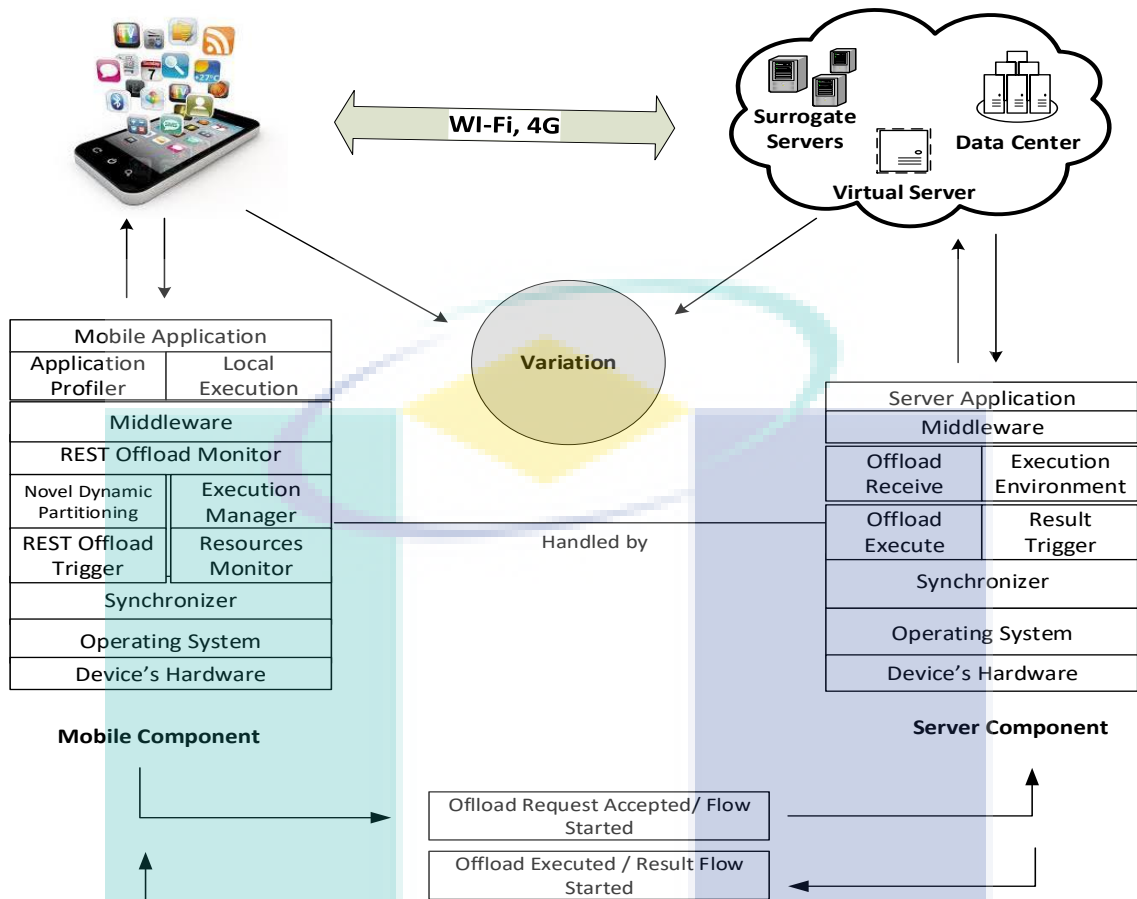 WI-Fi, 4G
Surrogate
Servers
Data Center
Virtual Server
Variation
Mobile Application
Application
Profiler
Local
Execution
Middleware
REST Offload Monitor
Novel Dynamic
Partitioning
Execution
Manager
REST Offload
Trigger
Resources
Monitor
Synchronizer
Operating System
Device's Hardware
Mobile Component
Handled by
Server Application
Middleware
Offload
Receive
Execution
Environment
Offload
Execute
Result
Trigger
Synchronizer
Operating System
Device's Hardware
Server Component
Oflload Request Accepted/ Flow
Started
Offload Executed / Result Flow
Started